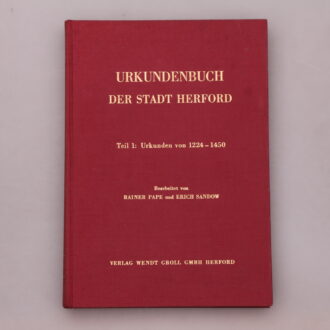 URKUNDENBUCH
DER STADT HERFORD
Teil 1: Urkunden von 1224–1450
Bearbeitet von
RAINER PAPE und ERICH SANDOW
VERLAG WENDT GROLL GMBH HERFORD